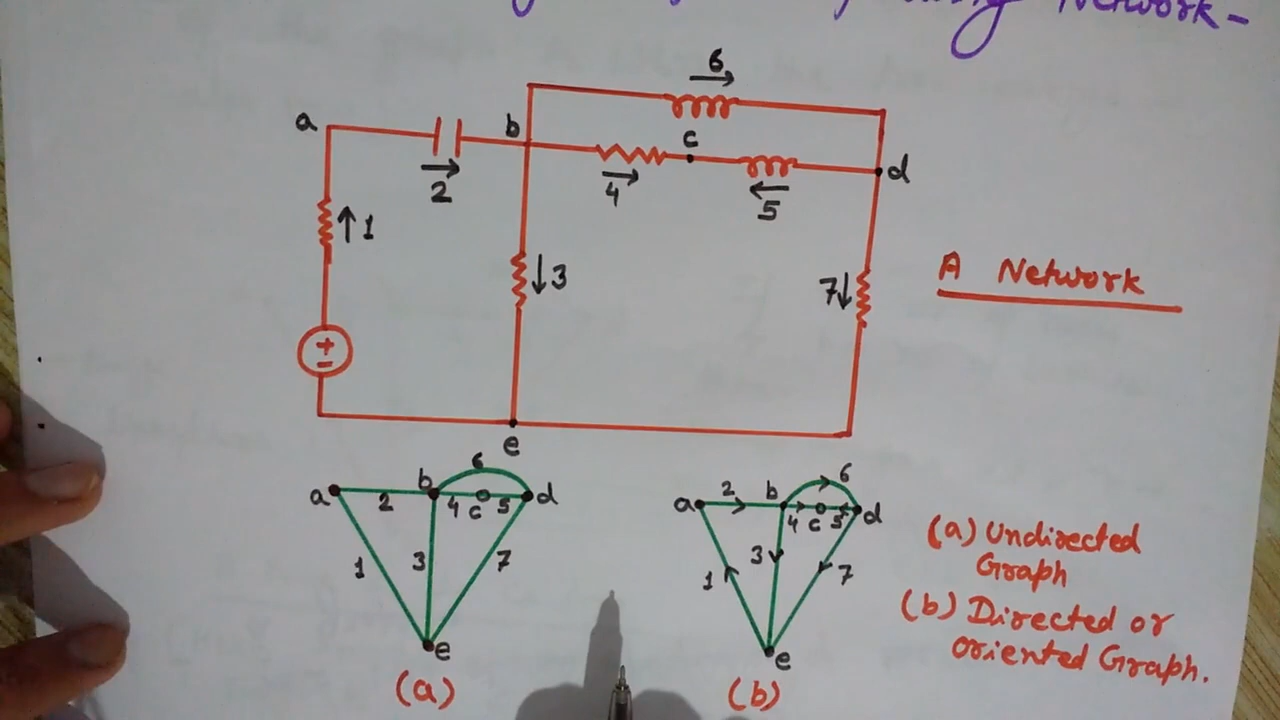 Network-
6
a
b
c
d
2
4
5
1
3
7
+
-
A Network
e
6
a
b
d
2
4
c
5
1
3
7
e
(a)
6
2
a
b
d
4
c
5
3
1
7
e
(b)
(a) Undirected
Graph
(b) Directed or
oriented Graph.